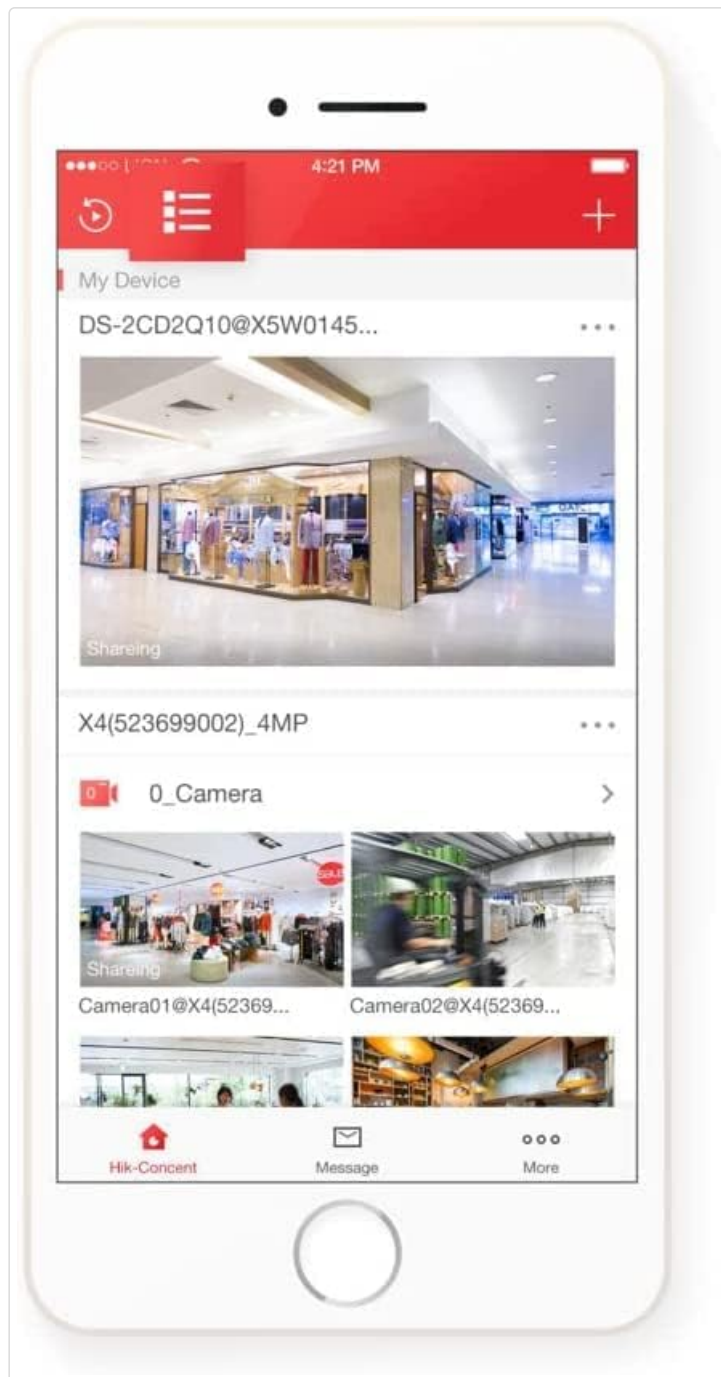 4:21 PM
My Device
DS-2CD2Q10@X5W0145...
Shareing
X4(523699002)_4MP
0 0_Camera
Shareing
Camera01@X4(52369...
Camera02@X4(52369...
Hik-Concent
Message
More